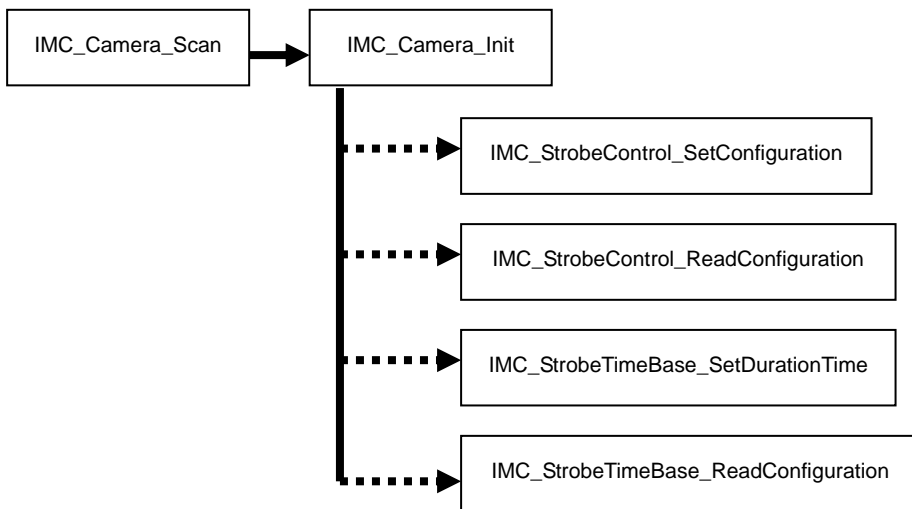 IMC_Camera_Scan
IMC_Camera_Init
IMC_StrobeControl_SetConfiguration
IMC_StrobeControl_ReadConfiguration
IMC_StrobeTimeBase_SetDurationTime
IMC_StrobeTimeBase_ReadConfiguration